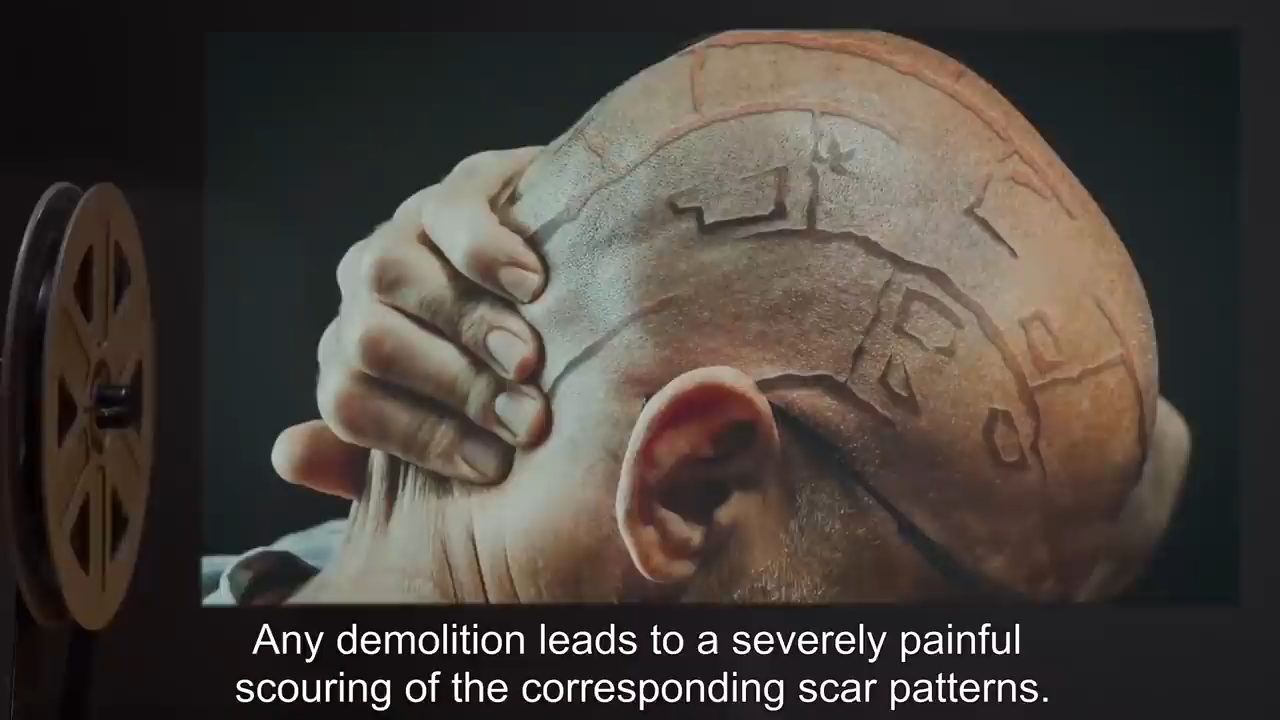 Any demolition leads to a severely painful
scouring of the corresponding scar patterns.